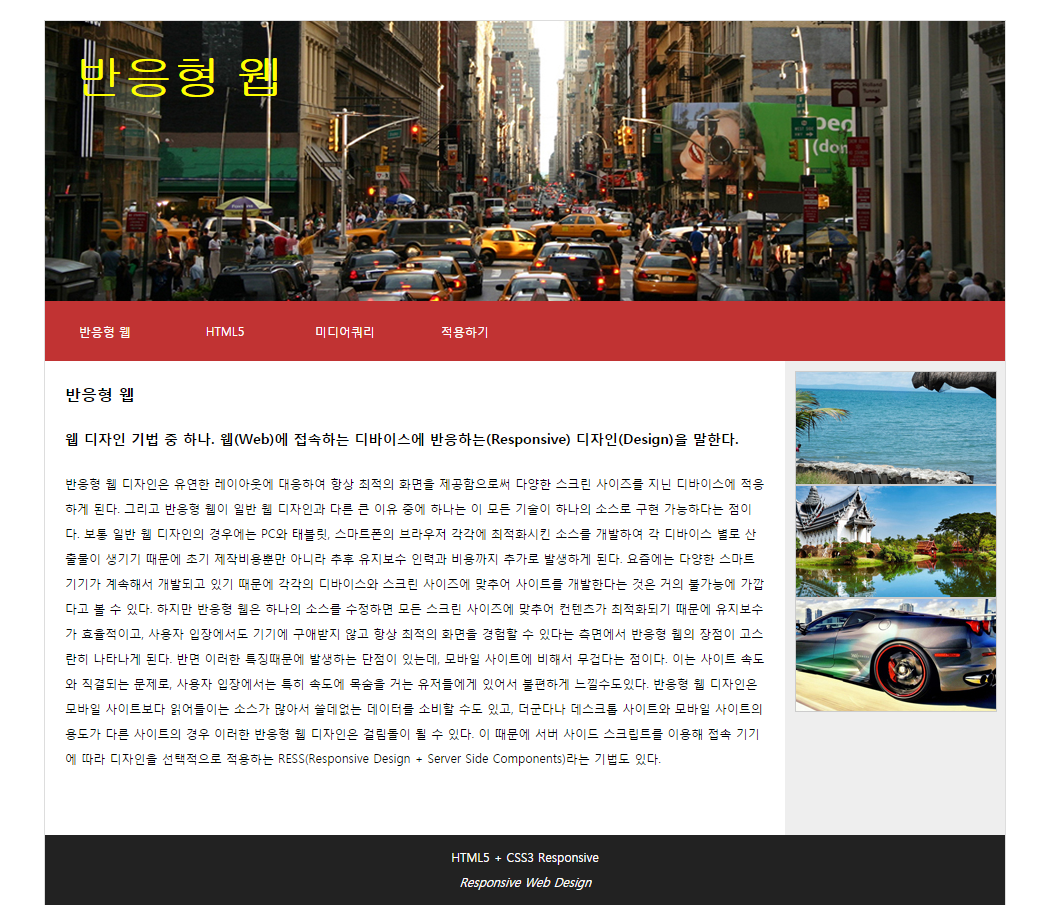 반응형 웹
peo
(don
반응형 웹
HTML5
미디어쿼리
적용하기
반응형 웹
웹 디자인 기법 중 하나. 웹(Web)에 접속하는 디바이스에 반응하는(Responsive) 디자인(Design)을 말한다.
반응형 웹 디자인은 유연한 레이아웃에 대응하여 항상 최적의 화면을 제공함으로써 다양한 스크린 사이즈를 지닌 디바이스에 적응
하게 된다. 그리고 반응형 웹이 일반 웹 디자인과 다른 큰 이유 중에 하나는 이 모든 기술이 하나의 소스로 구현 가능하다는 점이
다. 보통 일반 웹 디자인의 경우에는 PC와 태블릿, 스마트폰의 브라우저 각각에 최적화시킨 소스를 개발하여 각 디바이스 별로 산
출물이 생기기 때문에 초기 제작비용뿐만 아니라 추후 유지보수 인력과 비용까지 추가로 발생하게 된다. 요즘에는 다양한 스마트
기기가 계속해서 개발되고 있기 때문에 각각의 디바이스와 스크린 사이즈에 맞추어 사이트를 개발한다는 것은 거의 불가능에 가깝
다고 볼 수 있다. 하지만 반응형 웹은 하나의 소스를 수정하면 모든 스크린 사이즈에 맞추어 컨텐츠가 최적화되기 때문에 유지보수
가 효율적이고, 사용자 입장에서도 기기에 구애받지 않고 항상 최적의 화면을 경험할 수 있다는 측면에서 반응형 웹의 장점이 고스
란히 나타나게 된다. 반면 이러한 특징때문에 발생하는 단점이 있는데, 모바일 사이트에 비해서 무겁다는 점이다. 이는 사이트 속도
와 직결되는 문제로, 사용자 입장에서는 특히 속도에 목숨을 거는 유저들에게 있어서 불편하게 느낄수도있다. 반응형 웹 디자인은
모바일 사이트보다 읽어들이는 소스가 많아서 쓸데없는 데이터를 소비할 수도 있고, 더군다나 데스크톱 사이트와 모바일 사이트의
용도가 다른 사이트의 경우 이러한 반응형 웹 디자인은 걸림돌이 될 수 있다. 이 때문에 서버 사이드 스크립트를 이용해 접속 기기
에 따라 디자인을 선택적으로 적용하는 RESS(Responsive Design + Server Side Components)라는 기법도 있다.
HTML5 + CSS3 Responsive
Responsive Web Design